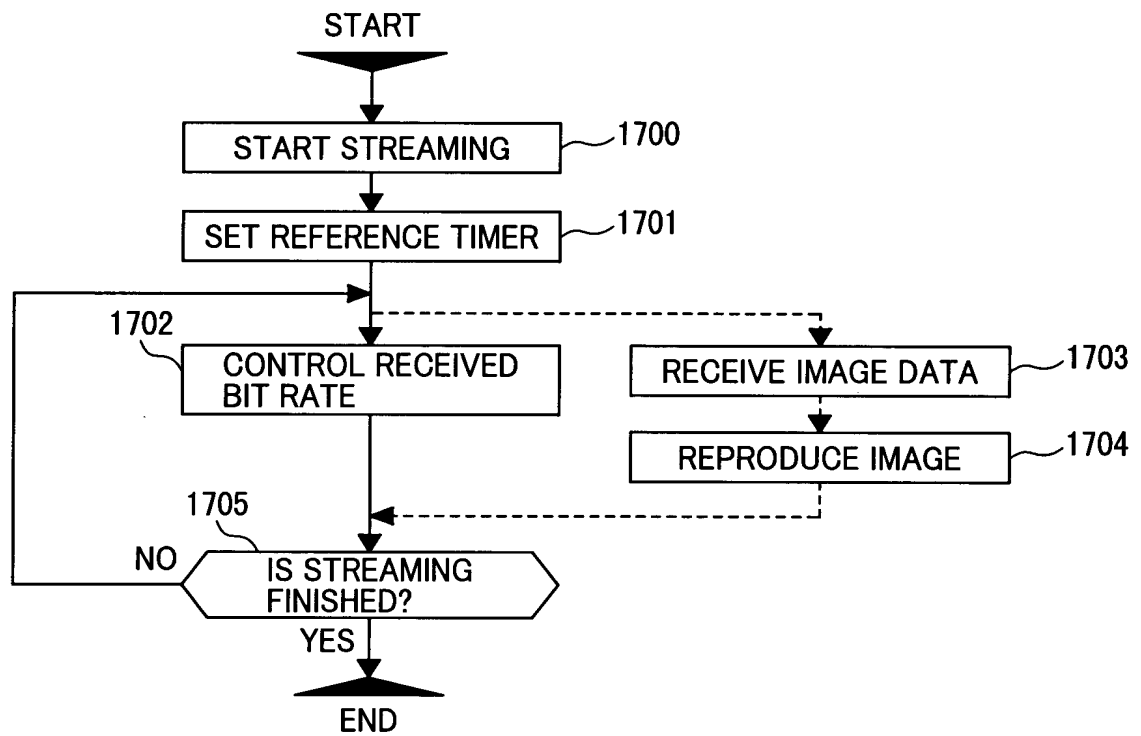 START
START STREAMING
1700
SET REFERENCE TIMER
1701
1702
CONTROL RECEIVED
BIT RATE
RECEIVE IMAGE DATA
1703
REPRODUCE IMAGE
1704
1705
NO
IS STREAMING
FINISHED?
YES
END